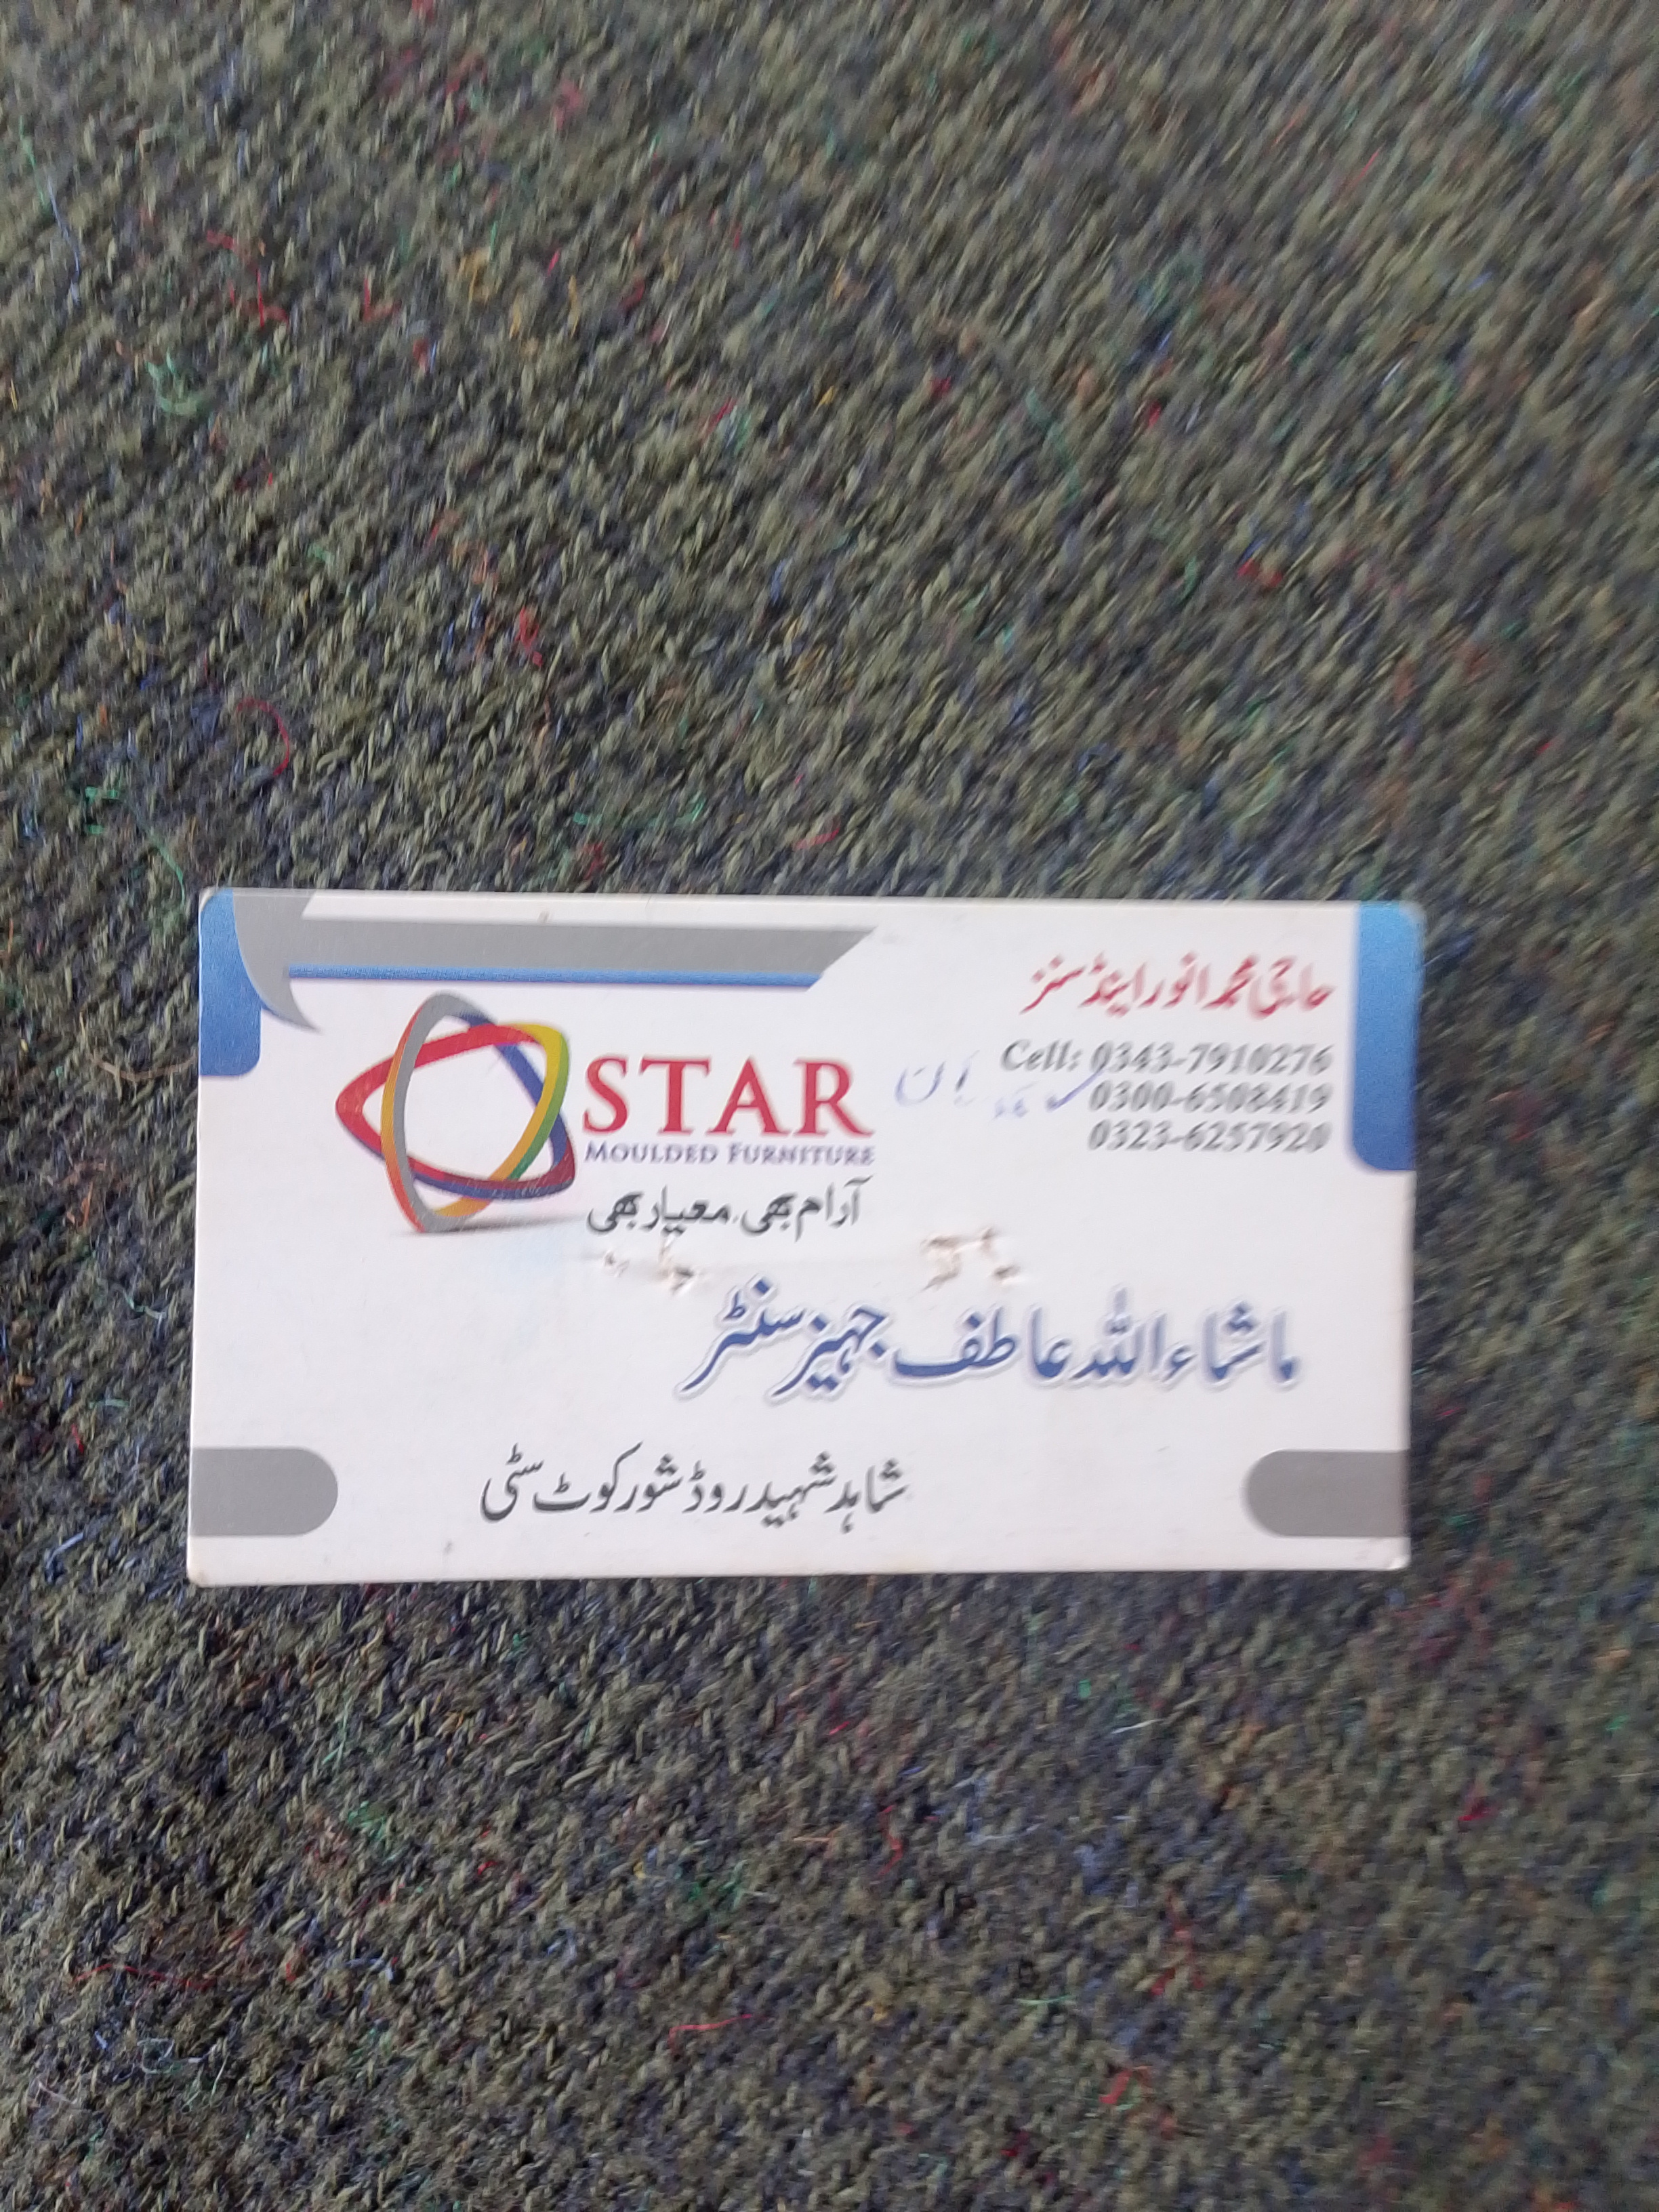 حاجی محمد انور اینڈ سنز
Cell: 0343-7910276
0300-6508419
0323-6257920
STAR
MOULDED FURNITURE
آرام بھی، معیار بھی
ماشاءاللہ عاطف جہیز سنٹر
شاہد شہید روڈ شورکوٹ سٹی